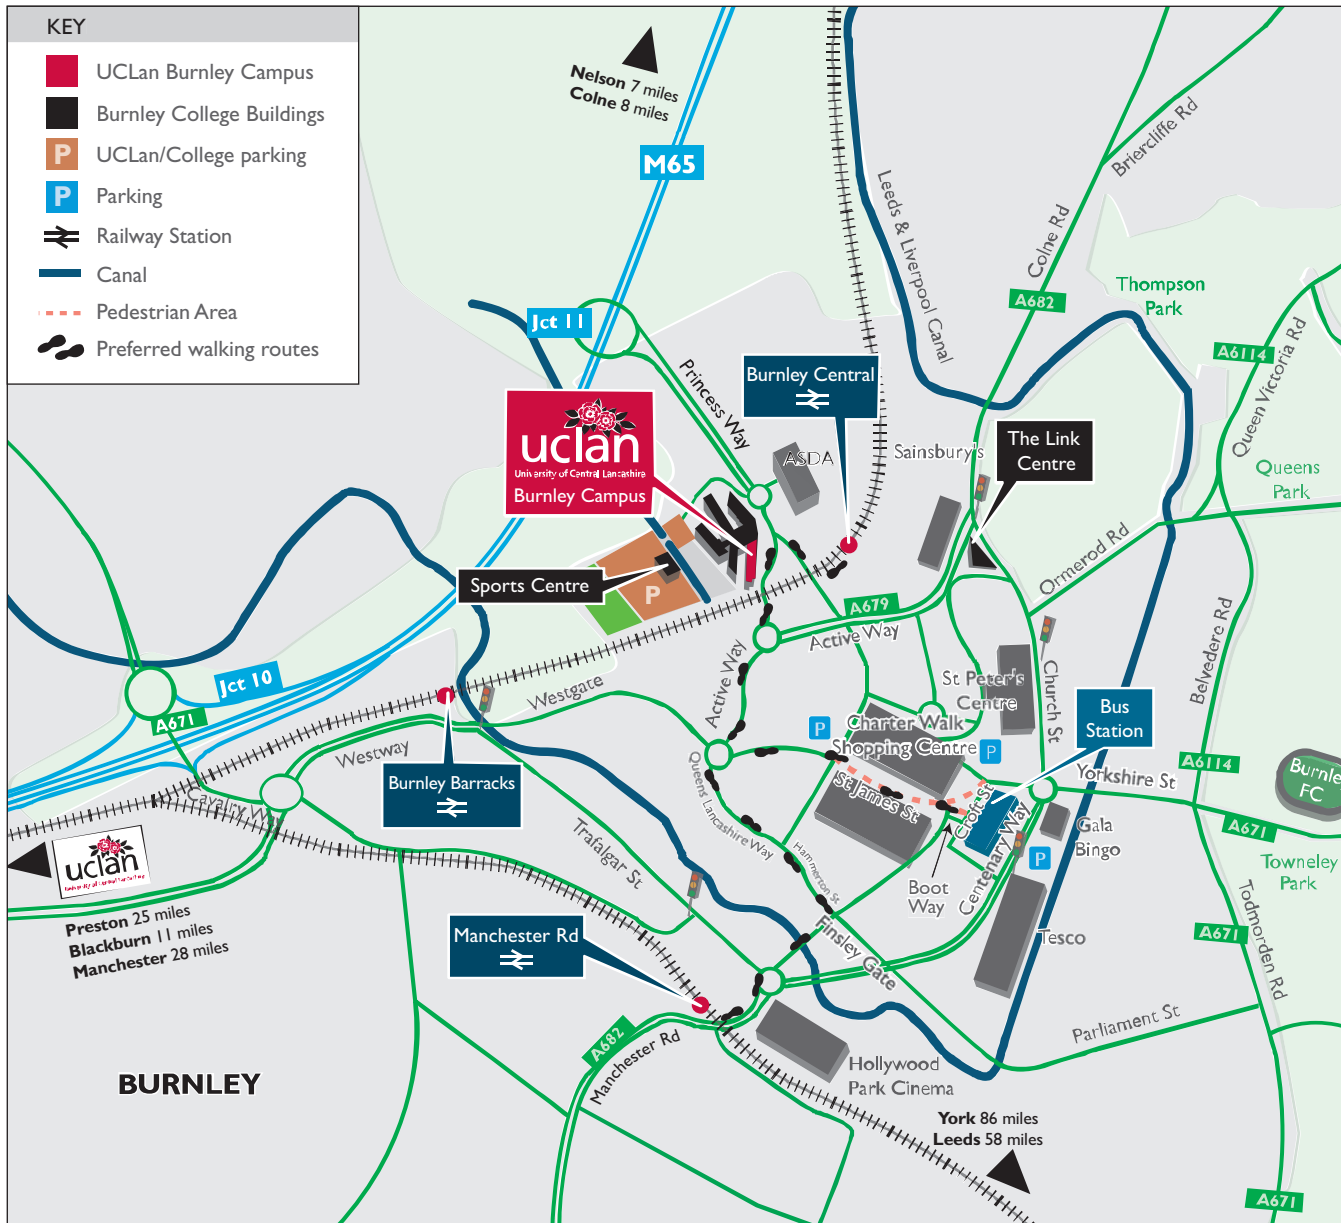 KEY
UCLan Burnley Campus
Burnley College Buildings
P UCLan/College parking
P Parking
Railway Station
Canal
Pedestrian Area
Preferred walking routes
Nelson 7 miles
Colne 8 miles
M65
Briercliffe Rd
Leeds & Liverpool Canal
Colne Rd
A682
Thompson
Park
Jct 11
A6114
Queen Victoria Rd
Princess Way
Burnley Central
uclan
University of Central Lancashire
Burnley Campus
ASDA
Sainsbury's
The Link
Centre
Queens
Park
Ormerod Rd
Sports Centre
P
A679
Active Way
Belvedere Rd
Active Way
Church St
St Peter's
Centre
Jct 10
A671
Westgate
Westway
Bus
Station
P
Charter Walk
Shopping Centre
P
Burnley Barracks
Queens Lancashire Way
St James St
Croft St
Yorkshire St
A6114
Burnle
FC
Cavalry Way
Centenary Way
Gala
Bingo
A671
P
Towneley
Park
Trafalgar St
Hammerton St
Boot
Way
Todmorden Rd
uclan
University of Central Lancashire
Preston 25 miles
Blackburn 11 miles
Manchester 28 miles
Manchester Rd
Finsley Gate
Tesco
A671
Parliament St
A682
Manchester Rd
Hollywood
Park Cinema
BURNLEY
York 86 miles
Leeds 58 miles
A671